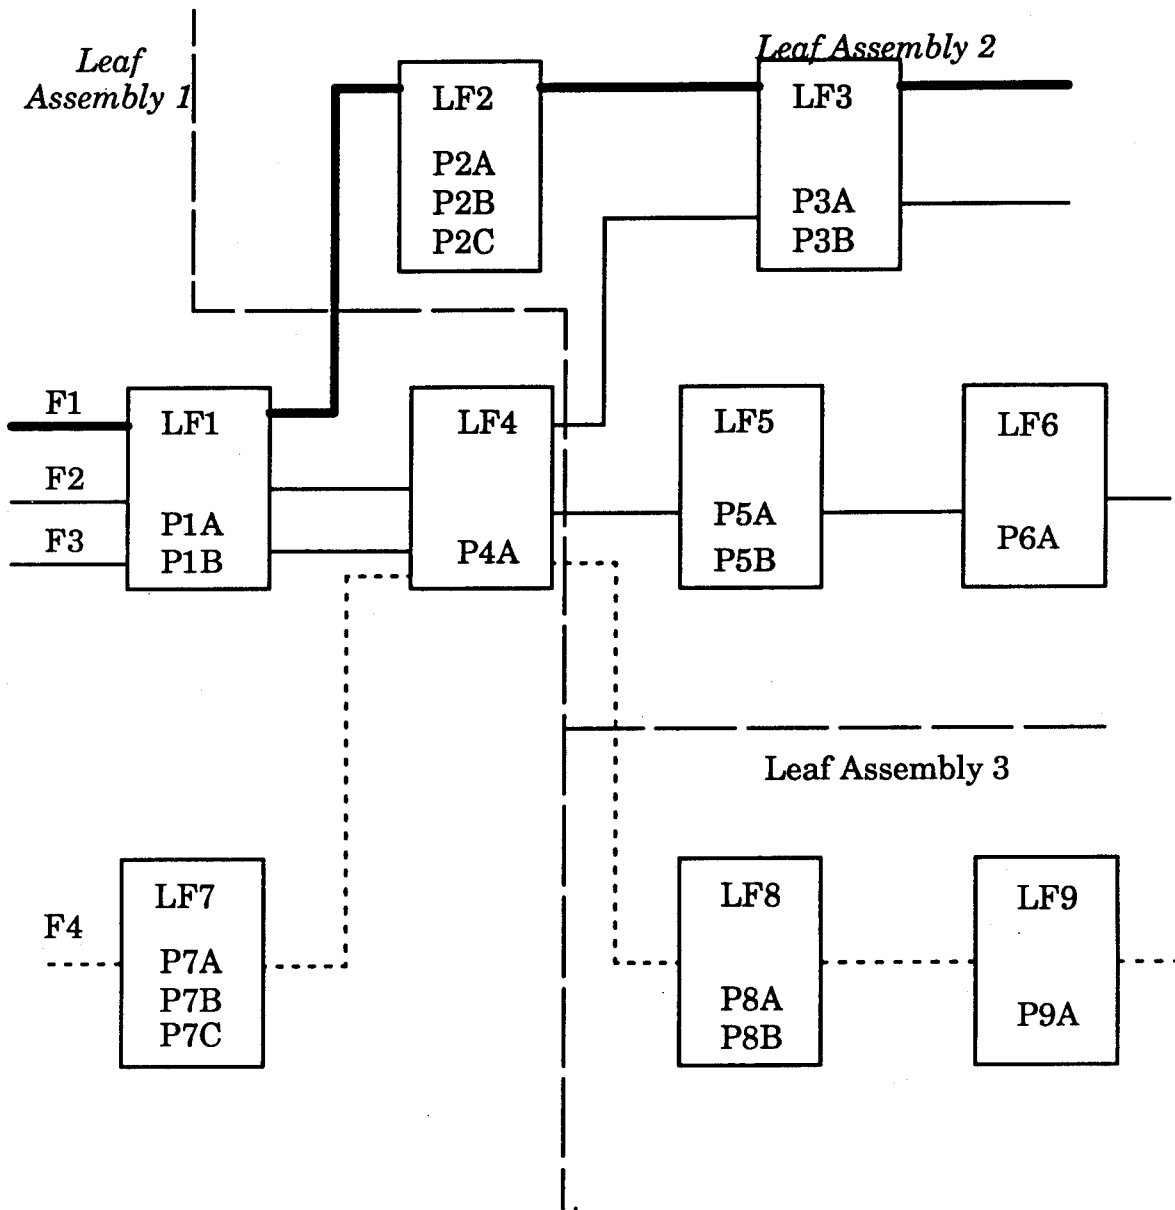 Leaf
Assembly 1
Leaf Assembly 2
LF2
P2A
P2B
P2C
LF3
P3A
P3B
F1
F2
F3
LF1
P1A
P1B
LF4
P4A
LF5
P5A
P5B
LF6
P6A
Leaf Assembly 3
F4
LF7
P7A
P7B
P7C
LF8
P8A
P8B
LF9
P9A